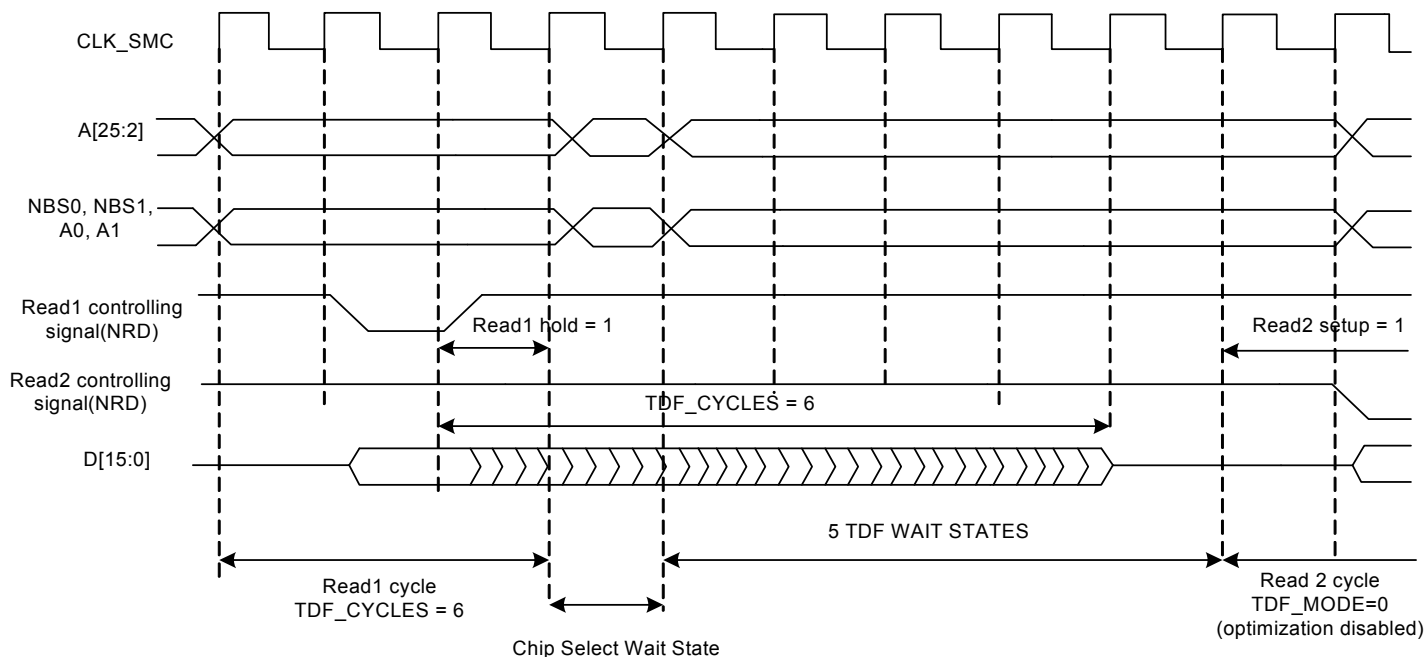 CLK_SMC
A[25:2]
NBS0, NBS1,
A0, A1
Read1 controlling
signal(NRD)
Read1 hold = 1
Read2 setup = 1
Read2 controlling
signal(NRD)
TDF_CYCLES = 6
D[15:0]
5 TDF WAIT STATES
Read1 cycle
TDF_CYCLES = 6
Chip Select Wait State
Read 2 cycle
TDF_MODE=0
(optimization disabled)